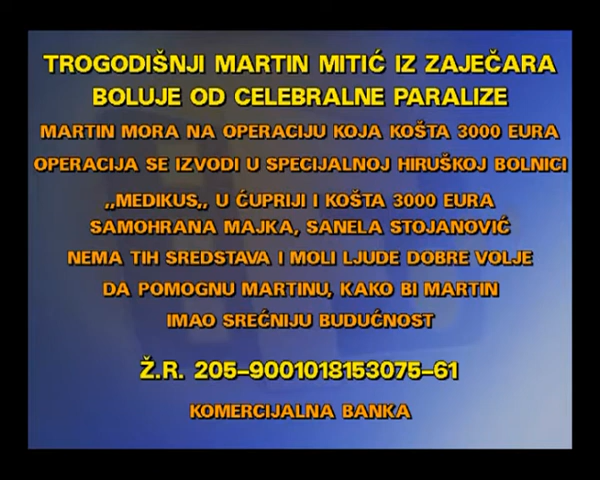 TROGODIŠNJI MARTIN MITIĆ IZ ZAJEČARA
BOLUJE OD CELEBRALNE PARALIZE
MARTIN MORA NA OPERACIJU KOJA KOŠTA 3000 EURA
OPERACIJA SE IZVODI U SPECIJALNOJ HIRUŠKOJ BOLNICI
,,MEDIKUS,, U ĆUPRIJI I KOŠTA 3000 EURA
SAMOHRANA MAJKA, SANELA STOJANOVIĆ
NEMA TIH SREDSTAVA I MOLI LJUDE DOBRE VOLJE
DA POMOGNU MARTINU, KAKO BI MARTIN
IMAO SREĆNIJU BUDUĆNOST
Ž.R. 205-9001018153075-61
KOMERCIJALNA BANKA